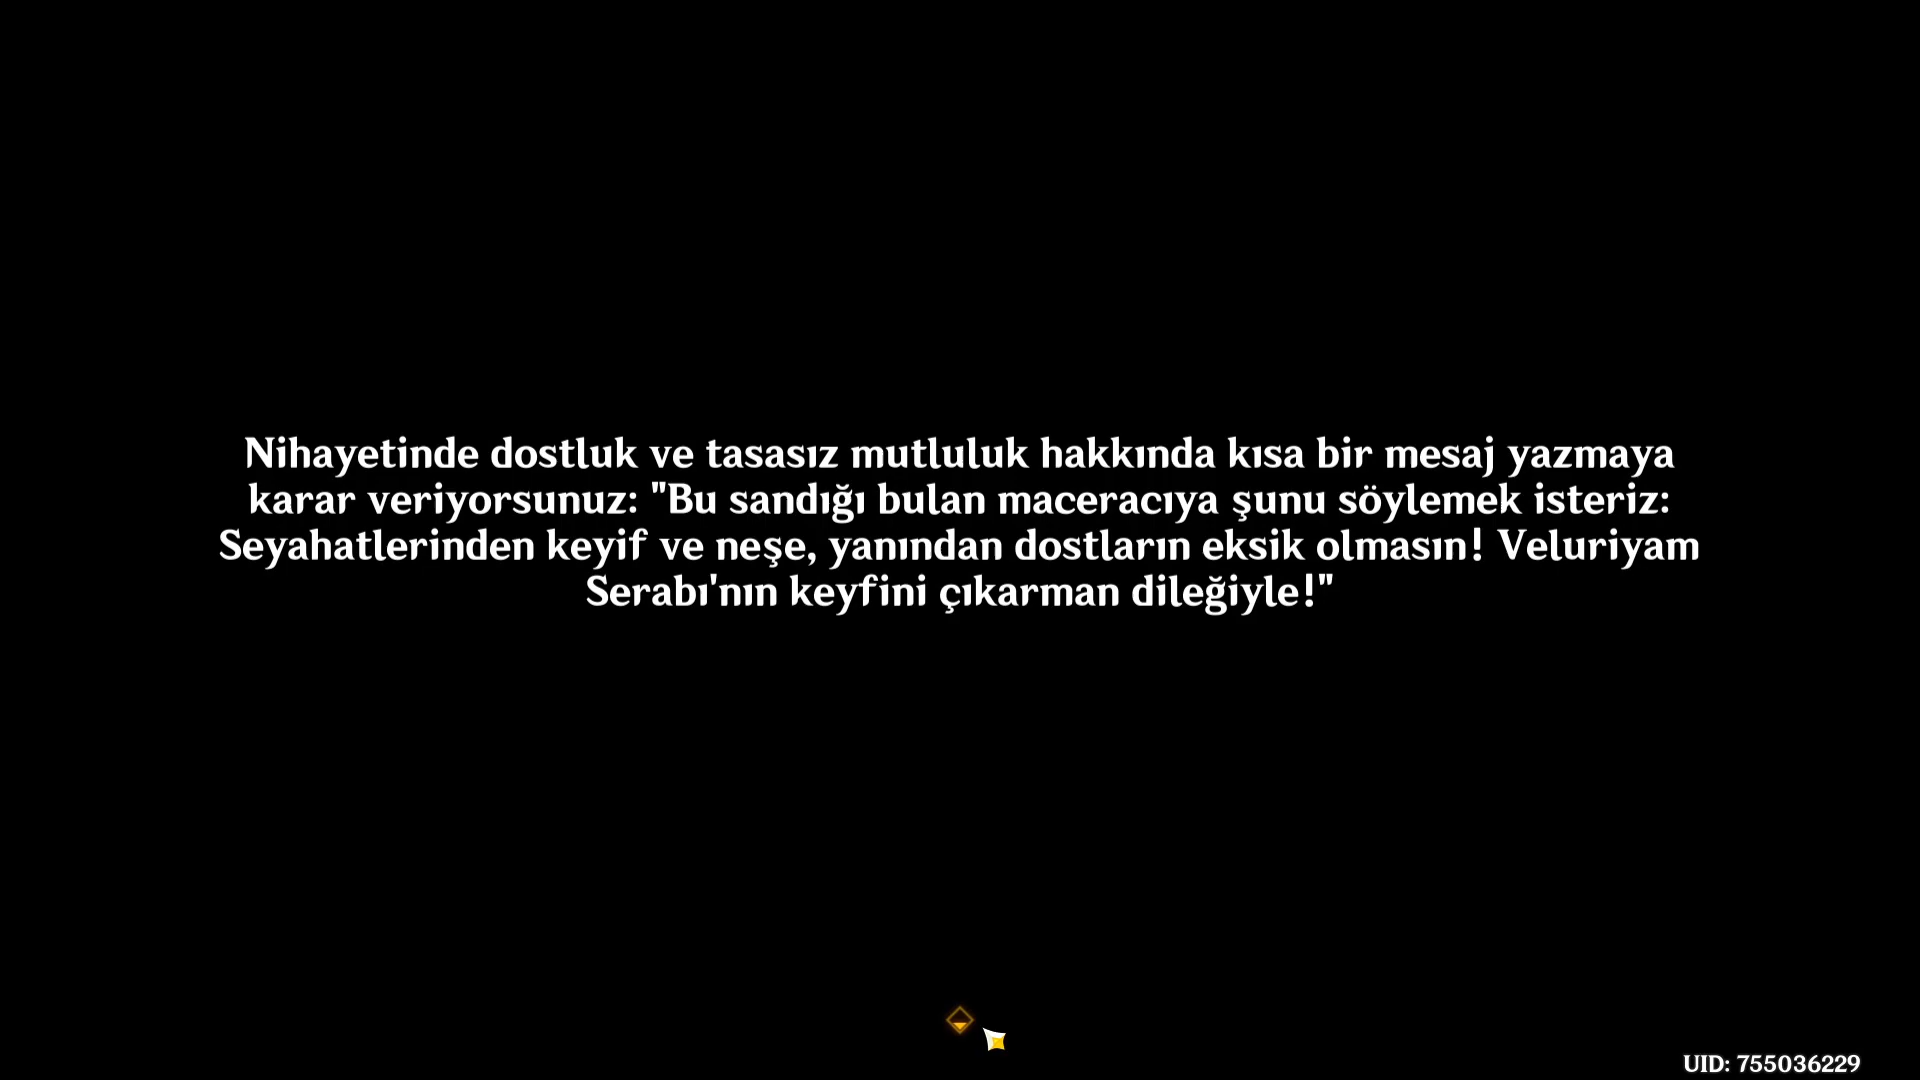 Nihayetinde dostluk ve tasasız mutluluk hakkında kısa bir mesaj yazmaya
karar veriyorsunuz: "Bu sandığı bulan maceracıya şunu söylemek isteriz:
Seyahatlerinden keyif ve neşe, yanından dostların eksik olmasın! Veluriyam
Serabı'nın keyfini çıkarman dileğiyle!"
UID: 755036229